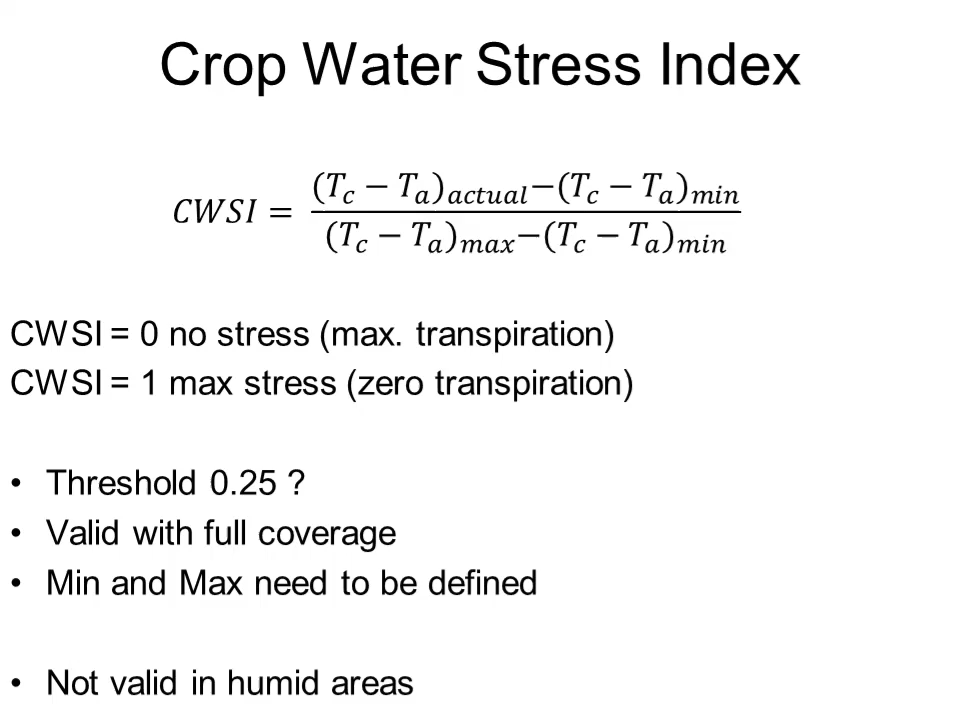 Crop Water Stress Index
𝐶𝑊𝑆𝐼 = (𝑇𝑐 − 𝑇𝑎)𝑎𝑐𝑡𝑢𝑎𝑙−(𝑇𝑐 − 𝑇𝑎)𝑚𝑖𝑛
(𝑇𝑐 − 𝑇𝑎)𝑚𝑎𝑥−(𝑇𝑐 − 𝑇𝑎)𝑚𝑖𝑛
CWSI = 0 no stress (max. transpiration)
CWSI = 1 max stress (zero transpiration)
• Threshold 0.25 ?
• Valid with full coverage
• Min and Max need to be defined
• Not valid in humid areas